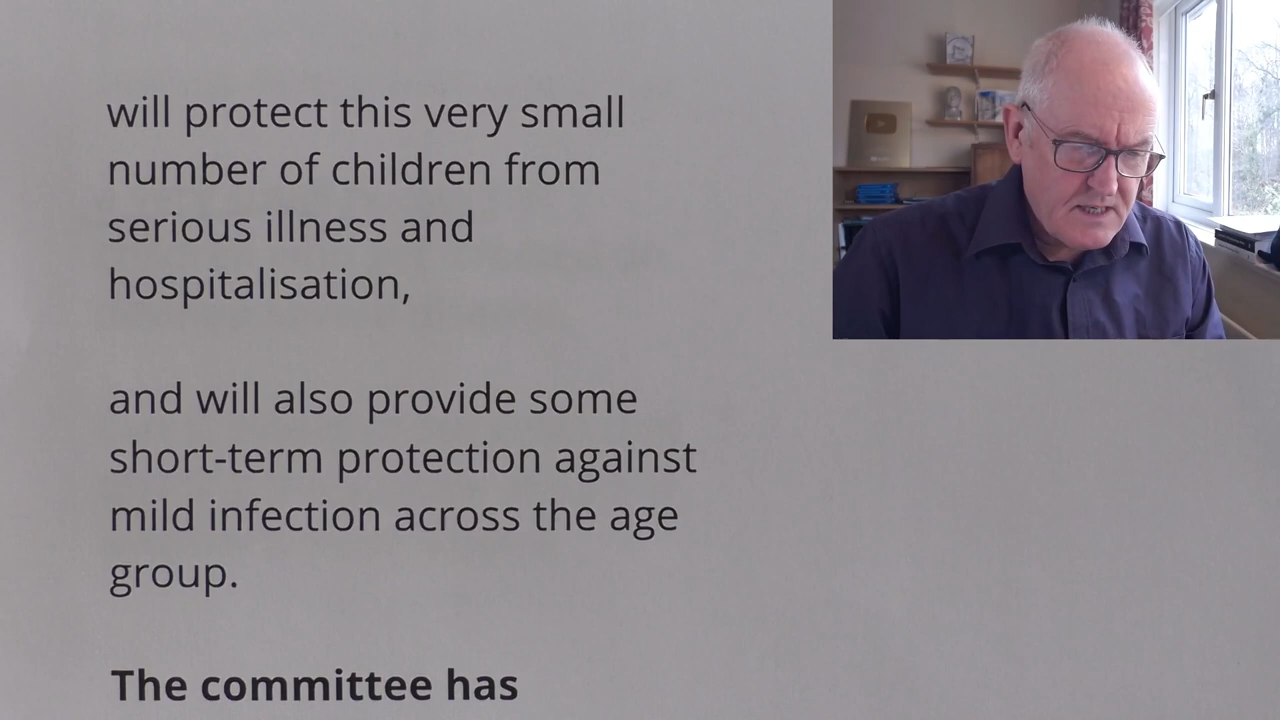 will protect this very small
number of children from
serious illness and
hospitalisation,
and will also provide some
short-term protection against
mild infection across the age
group.
The committee has